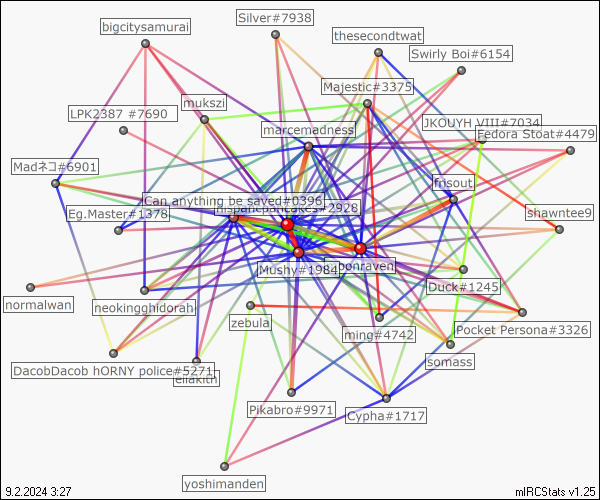 Silver#7938
bigcitysamurai
thesecondtwat
Swirly Boi#6154
Majestic#3375
mukszi
LPK2387 #7690
JKOUYH VIII#7034
marcemadness
Fedora Stoat#4479
Madネコ#6901
frisout
Can anything be saved#0396
#2928
Eg.Master#1378
shawntee9
Mushy#1984
Duck#1245
normalwan
neokingghidorah
zebula
ming#4742
Pocket Persona#3326
somass
DacobDacob hORNY police#5271
eliakith
Pikabro#9971
Cypha#1717
yoshimanden
9.2.2024 3:27
mIRCStats v1.25